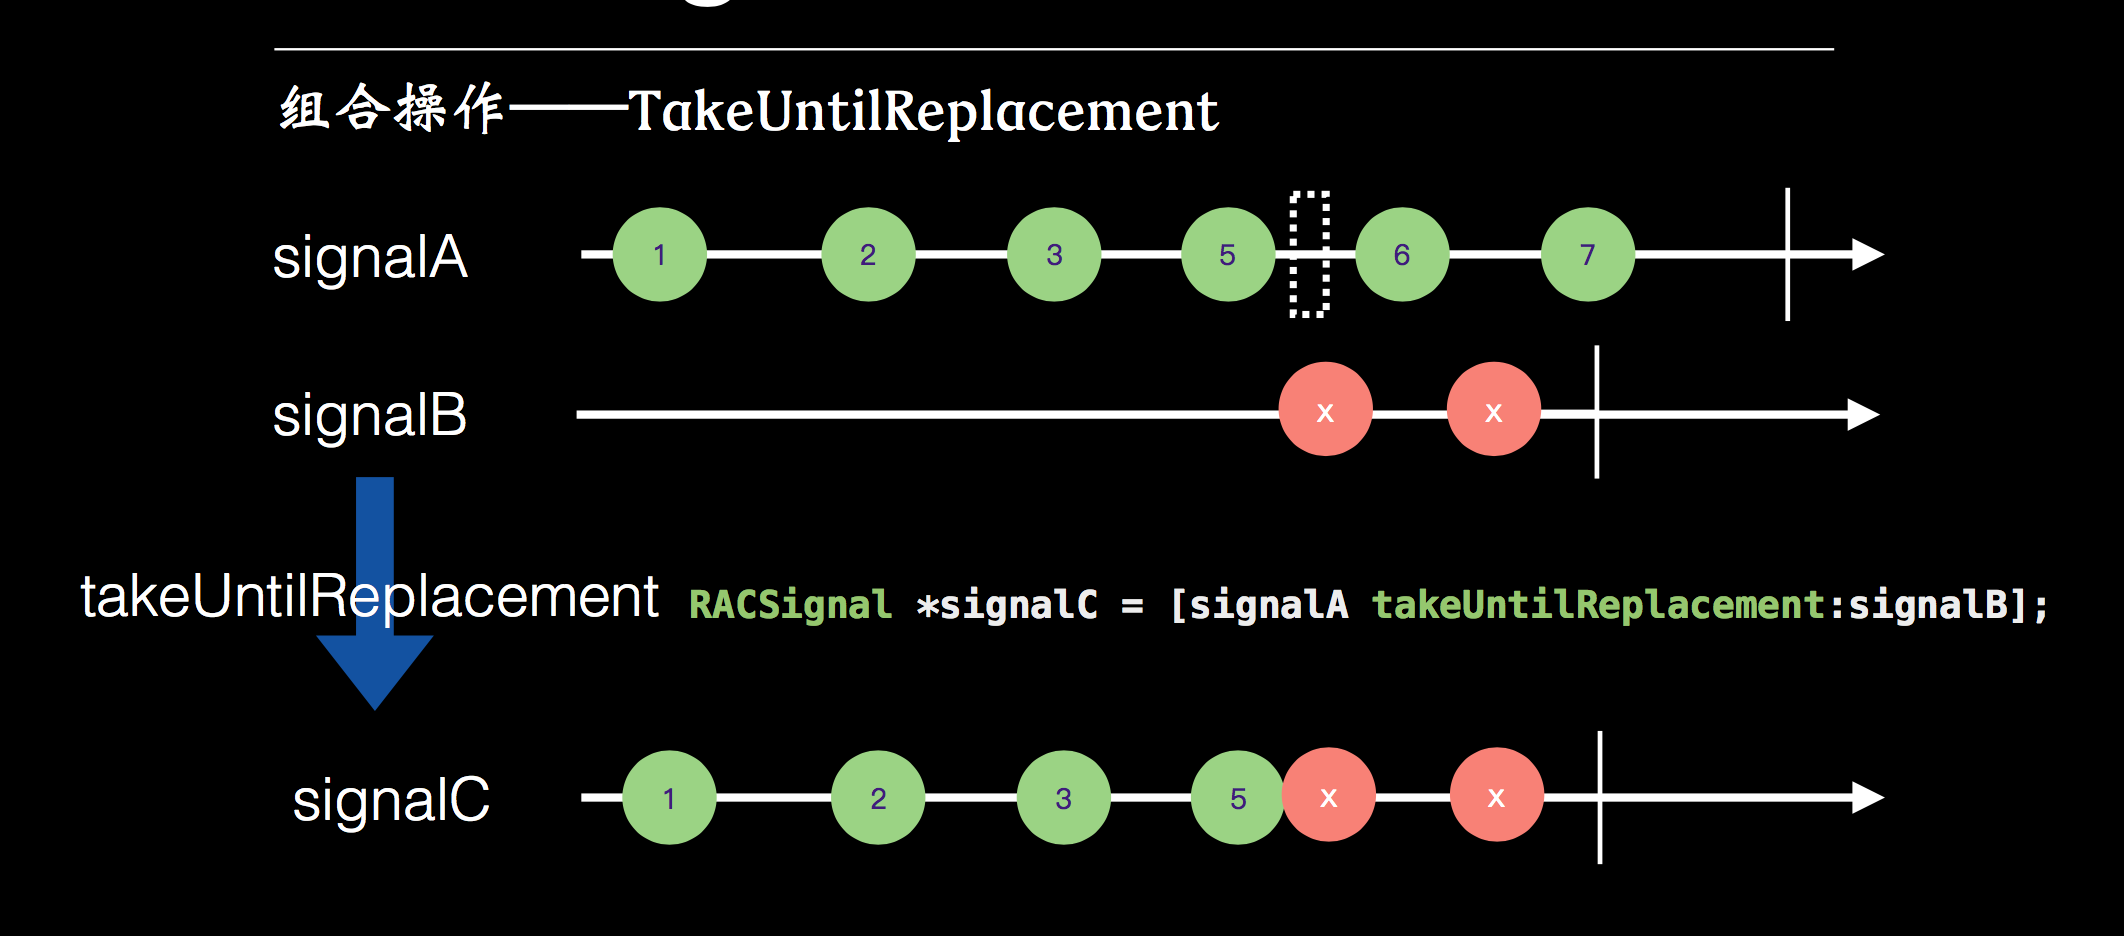 组合操作——TakeUntilReplacement
signalA 1 2 3 5 6 7
signalB x x
takeUntilReplacement RACSignal *signalC = [signalA takeUntilReplacement:signalB];
signalC 1 2 3 5 x x